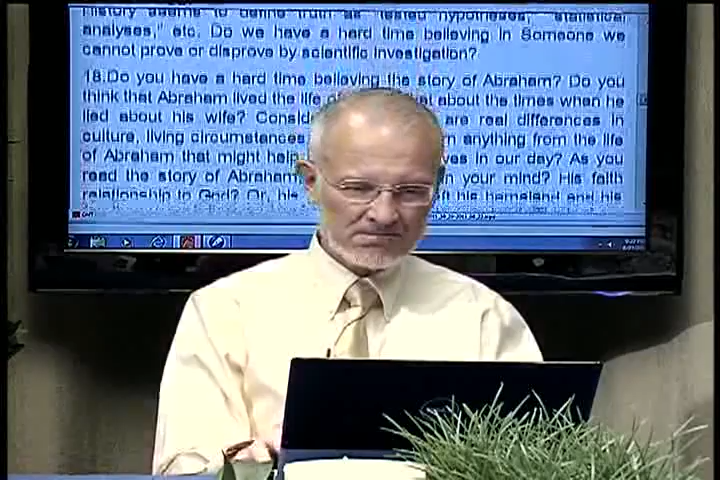 History seems to define truth as "tested hypotheses," "statistical
analyses," etc. Do we have a hard time believing in Someone we
cannot prove or disprove by scientific investigation?
18.Do you have a hard time believing the story of Abraham? Do you
think that Abraham lived the life of about the times when he
lied about his wife? are real differences in
culture, living circumstances anything from the life
of Abraham that might help in our day? As you
read the story of Abraham, in your mind? His faith
relationship to God? Or, his his homeland and his